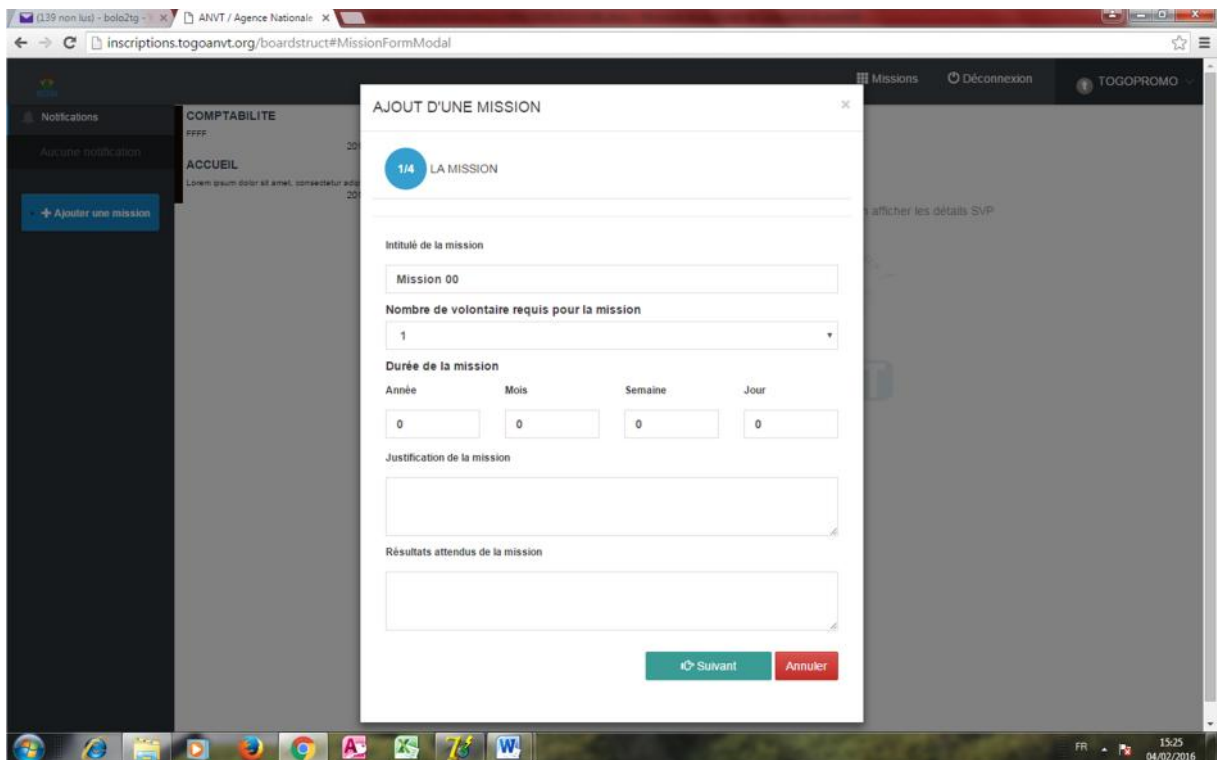 (139 non lus) - bolo2tg -
ANVT / Agence Nationale
inscriptions.togoanvt.org/boardstruct#MissionFormModal
Missions
Déconnexion
TOGOPROMO
Notifications
Aucune notification
+ Ajouter une mission
COMPTABILITE
FFFF
20
ACCUEIL
Lorem ipsum dolor sit amet, consectetur adip
20
afficher les détails SVP
AJOUT D'UNE MISSION
×
1/4 LA MISSION
Intitulé de la mission
Mission 00
Nombre de volontaire requis pour la mission
1
Durée de la mission
Année Mois Semaine Jour
0 0 0 0
Justification de la mission
Résultats attendus de la mission
Suivant Annuler
FR
15:25
04/02/2016